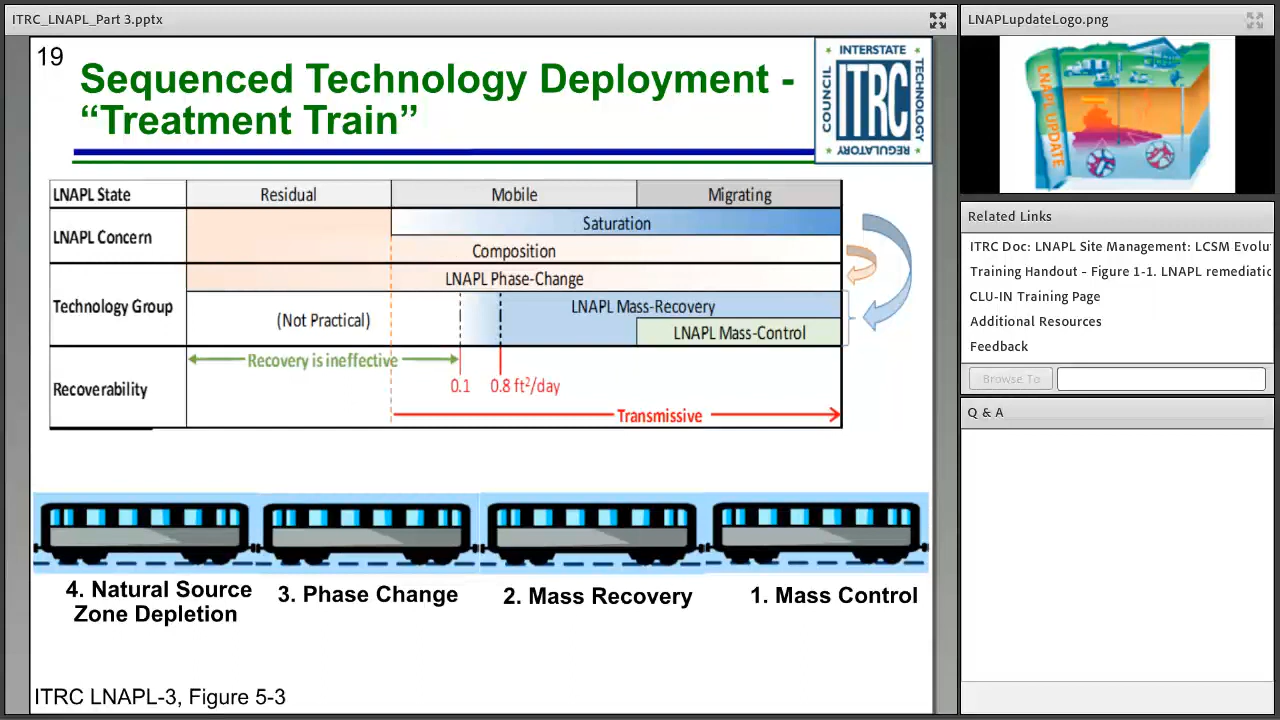 ITRC_LNAPL_Part 3.pptx
19
Sequenced Technology Deployment -
“Treatment Train”
INTERSTATE
COUNCIL
ITRC
TECHNOLOGY
REGULATORY
LNAPL State
Residual
Mobile
Migrating
LNAPL Concern
Saturation
Composition
Technology Group
LNAPL Phase-Change
(Not Practical)
LNAPL Mass-Recovery
LNAPL Mass-Control
Recoverability
Recovery is ineffective
0.1
0.8 ft²/day
Transmissive
4. Natural Source
Zone Depletion
3. Phase Change
2. Mass Recovery
1. Mass Control
ITRC LNAPL-3, Figure 5-3
LNAPLupdateLogo.png
LNAPL UPDATE
Related Links
ITRC Doc: LNAPL Site Management: LCSM Evolu
Training Handout - Figure 1-1. LNAPL remediatic
CLU-IN Training Page
Additional Resources
Feedback
Browse To
Q & A